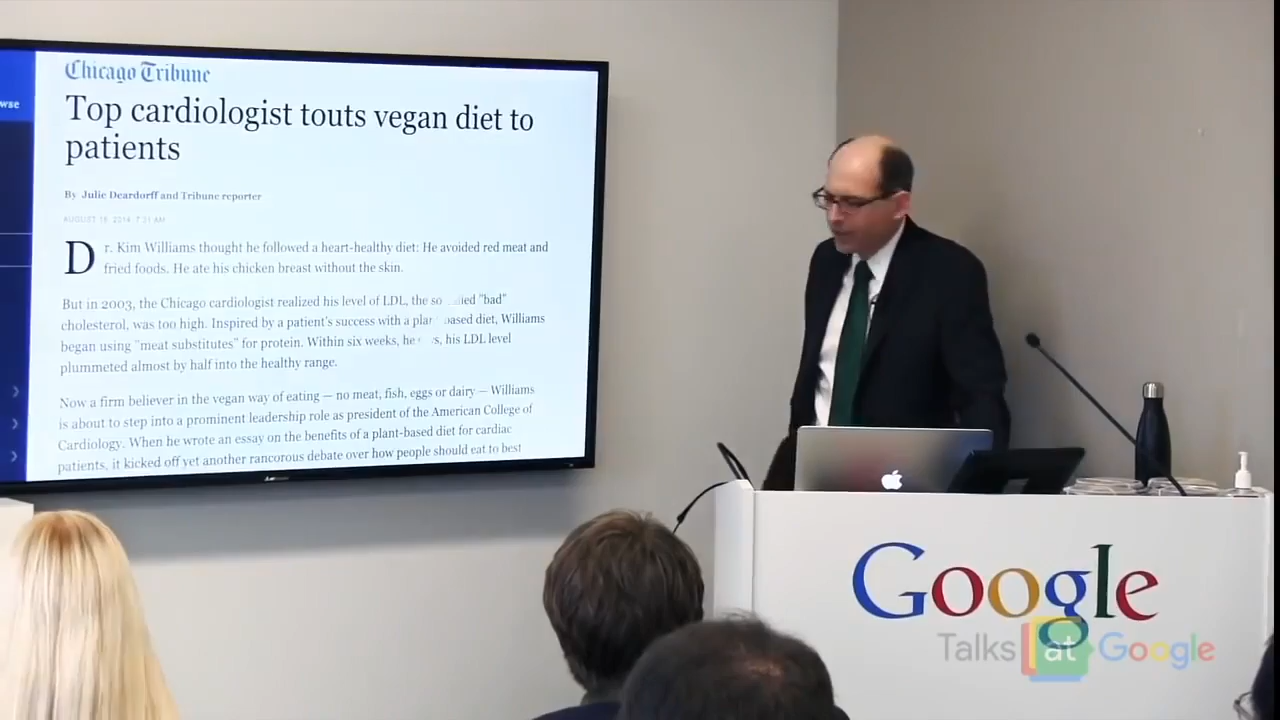 wse
Chicago Tribune
Top cardiologist touts vegan diet to
patients
By Julie Deardorff and Tribune reporter
AUGUST 2014, 7:21 AM
Dr. Kim Williams thought he followed a heart-healthy diet: He avoided red meat and
fried foods. He ate his chicken breast without the skin.
But in 2003, the Chicago cardiologist realized his level of LDL, the so "bad"
cholesterol, was too high. Inspired by a patient's success with a diet, Williams
began using "meat substitutes" for protein. Within six weeks, he his LDL level
plummeted almost by half into the healthy range.
Now a firm believer in the vegan way of eating — no meat, fish, eggs or dairy — Williams
is about to step into a prominent leadership role as president of the American College of
Cardiology. When he wrote an essay on the benefits of a plant-based diet for cardiac
patients, it kicked off yet another rancorous debate over how people should eat to best
Google
Talks at Google